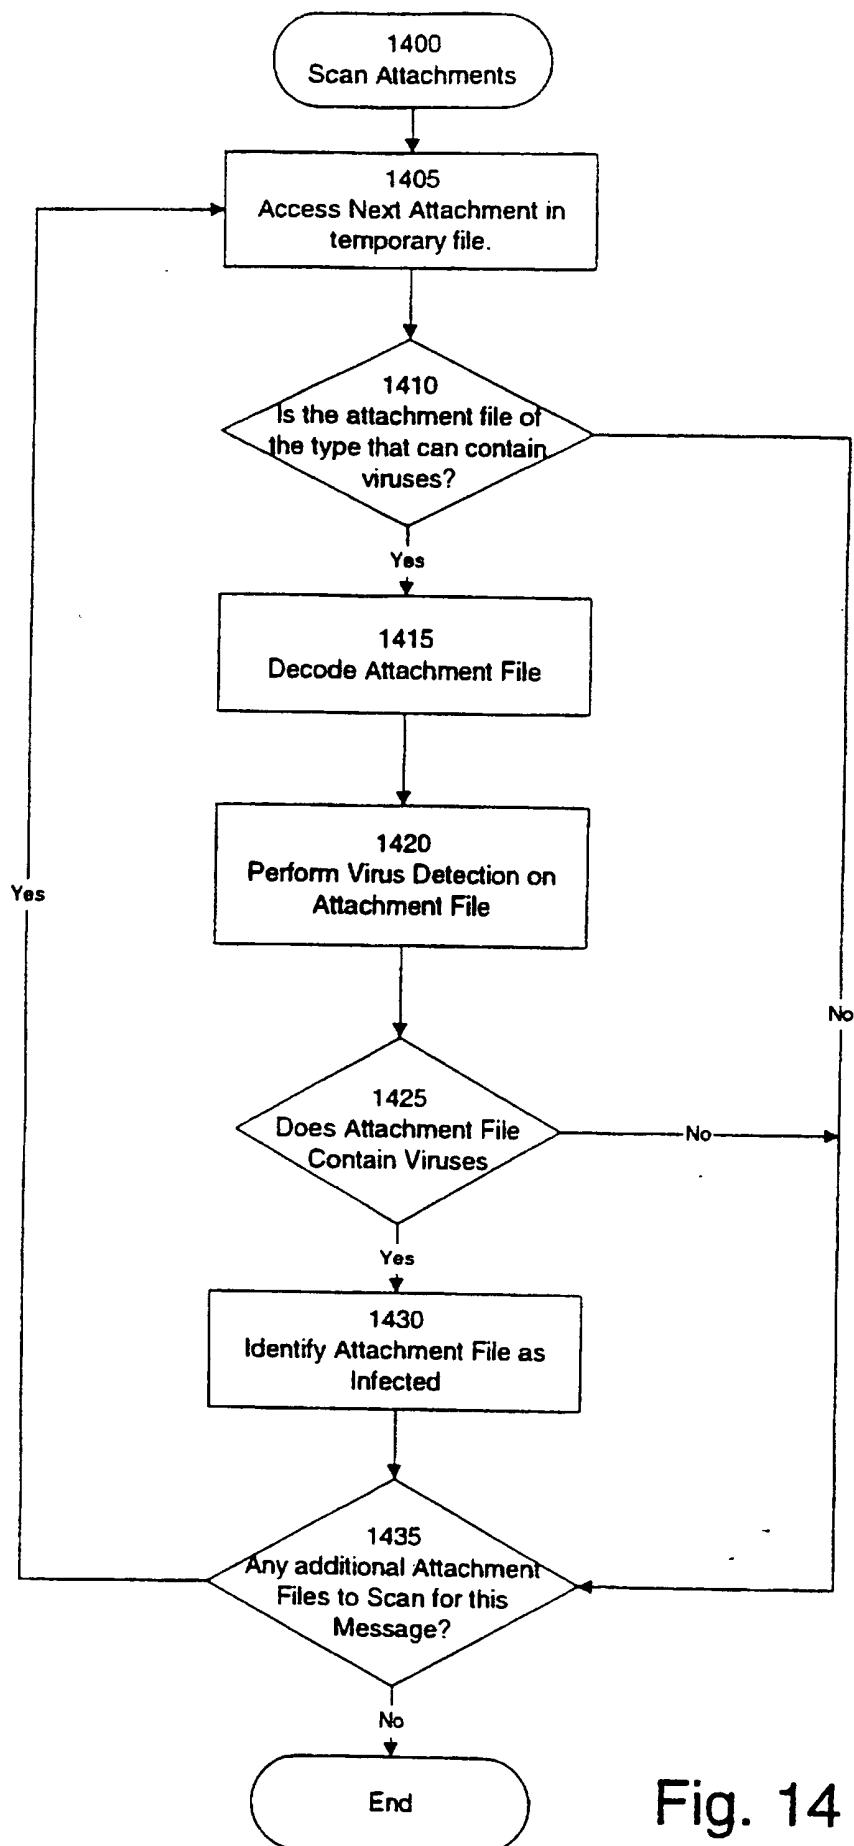 1400
Scan Attachments
1405
Access Next Attachment in
temporary file.
1410
Is the attachment file of
the type that can contain
viruses?
Yes
1415
Decode Attachment File
1420
Perform Virus Detection on
Attachment File
Yes
No
1425
Does Attachment File
Contain Viruses
No
Yes
1430
Identify Attachment File as
Infected
1435
Any additional Attachment
Files to Scan for this
Message?
No
End
Fig. 14